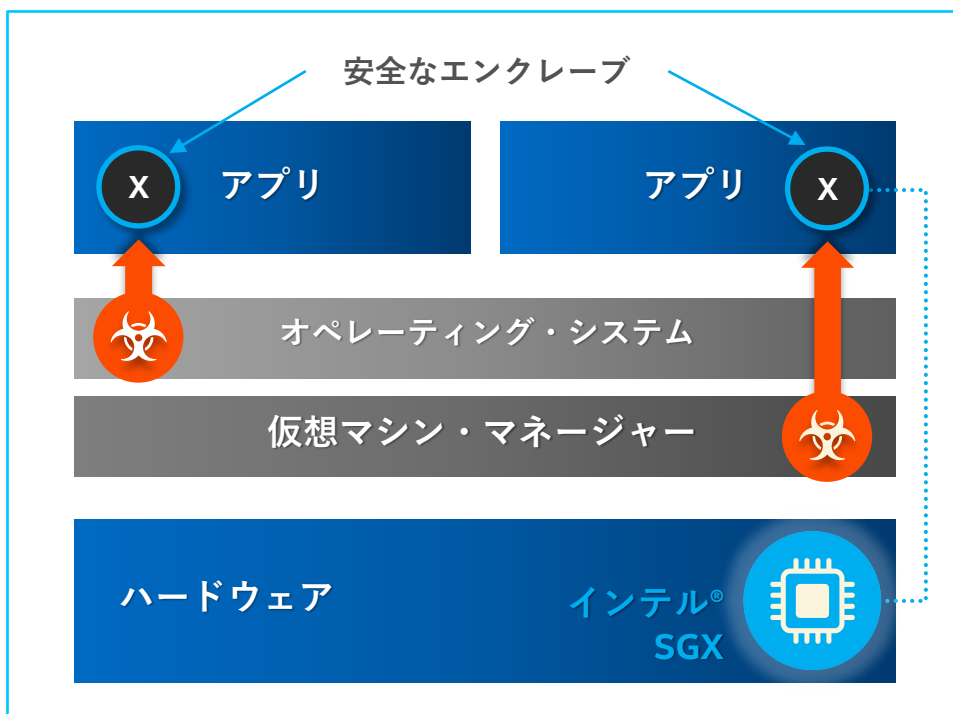 安全なエンクレーブ
X
アプリ
アプリ
X
オペレーティング・システム
仮想マシン・マネージャー
ハードウェア
インテル®
SGX